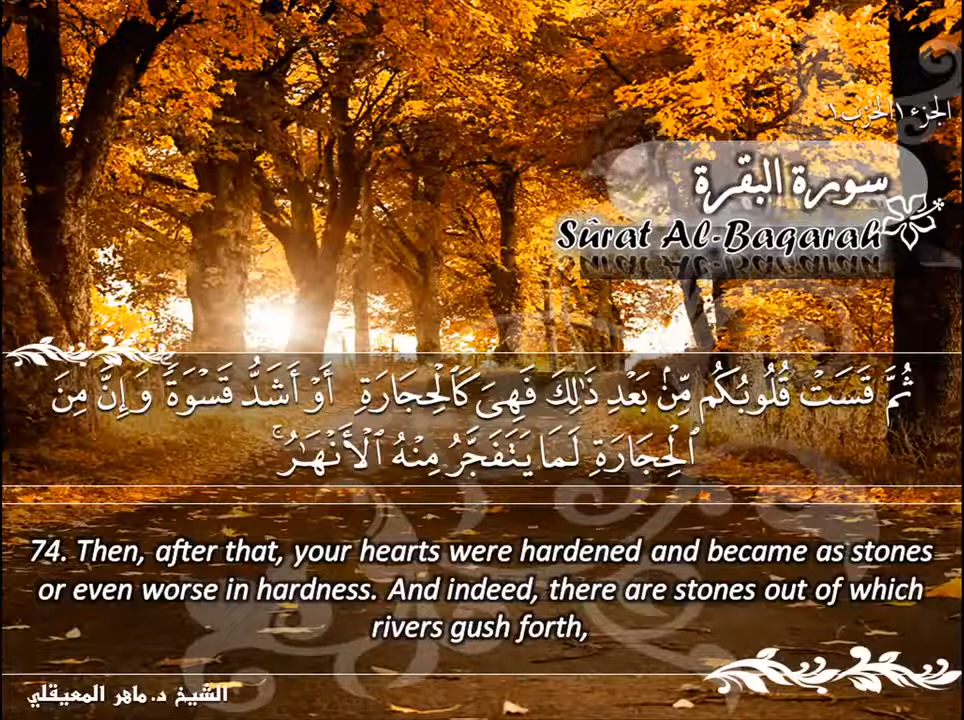 الجزء ١ الحزب ١
سورة البقرة
Sûrat Al-Baqarah
ثُمَّ قَسَتْ قُلُوبُكُم مِّنۢ بَعْدِ ذَٰلِكَ فَهِىَ كَٱلْحِجَارَةِ أَوْ أَشَدُّ قَسْوَةً ۚ وَإِنَّ مِنَ
ٱلْحِجَارَةِ لَمَا يَتَفَجَّرُ مِنْهُ ٱلْأَنْهَـٰرُ ۚ
74. Then, after that, your hearts were hardened and became as stones
or even worse in hardness. And indeed, there are stones out of which
rivers gush forth,
الشيخ د. ماهر المعيقلي